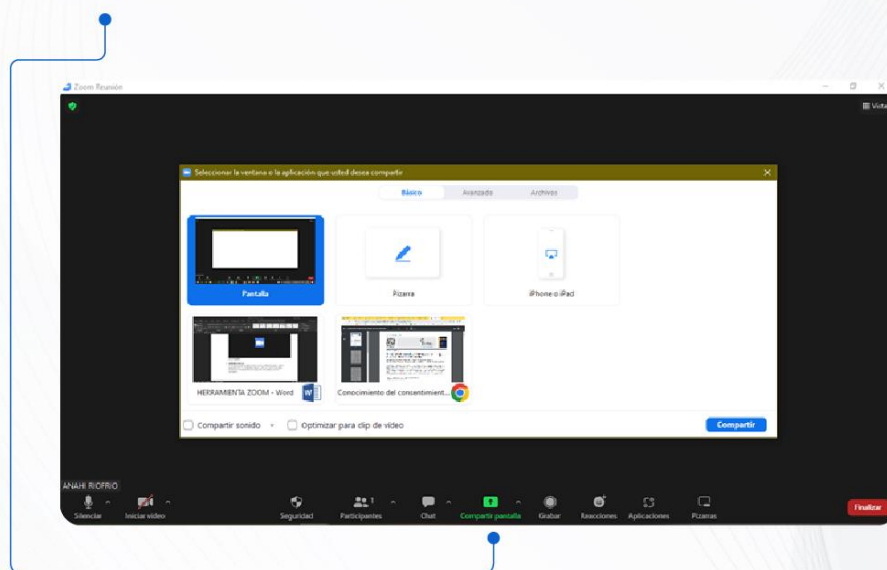 Zoom Reunión
Vista
Seleccionar la ventana o la aplicación que usted desea compartir
Básico Avanzado Archivos
Pantalla Pizarra iPhone o iPad
HERRAMIENTA ZOOM - Word Conocimiento del consentimient...
Compartir sonido Optimizar para clip de vídeo Compartir
ANAHI RIOFRIO
1
Silenciar Iniciar video Seguridad Participantes Chat Compartir pantalla Grabar Reacciones Aplicaciones Pizarras Finalizar